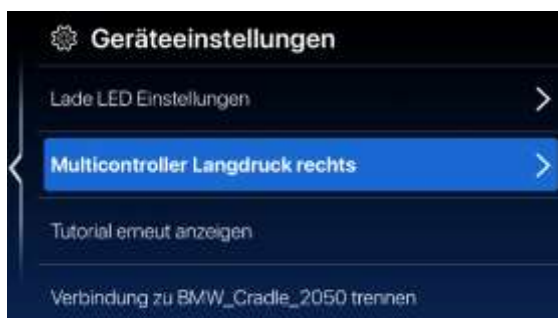 Geräteeinstellungen
Lade LED Einstellungen
Multicontroller Langdruck rechts
Tutorial erneut anzeigen
Verbindung zu BMW_Cradle_2050 trennen